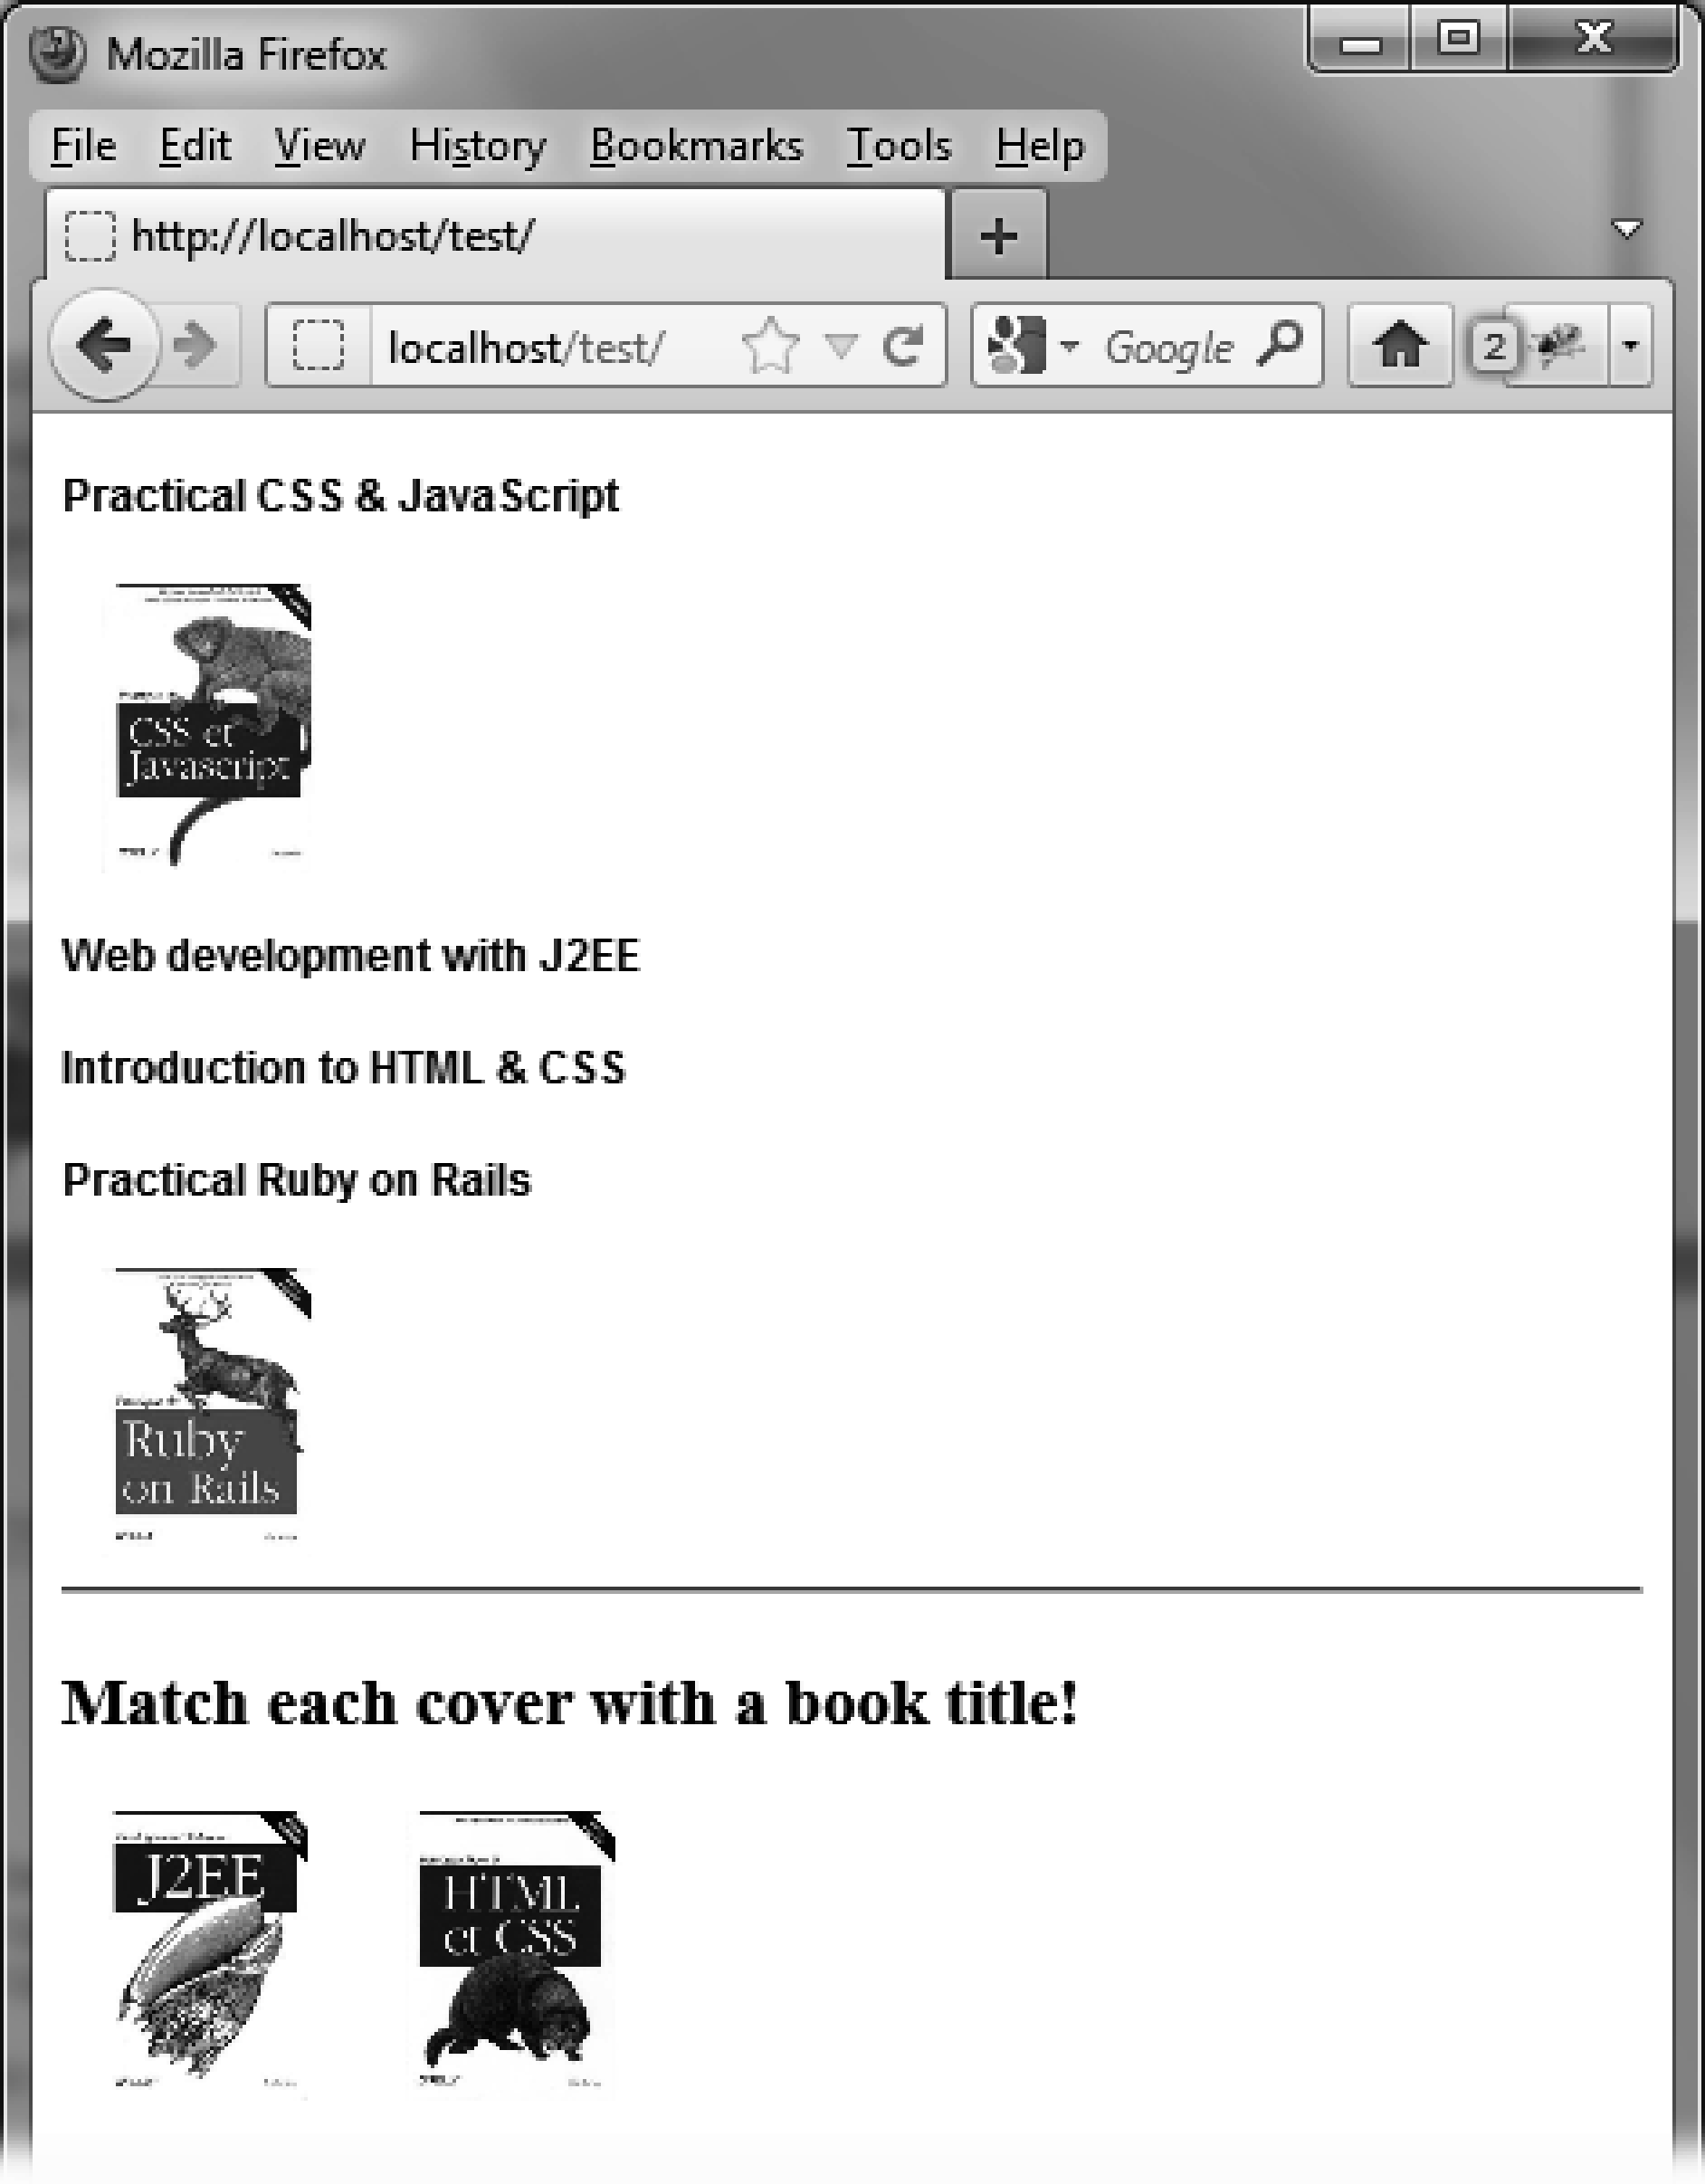 Mozilla Firefox
File Edit View History Bookmarks Tools Help
http://localhost/test/
localhost/test/ Google 2
Practical CSS & JavaScript
CSS et
Javascript
Web development with J2EE
Introduction to HTML & CSS
Practical Ruby on Rails
Ruby
on Rails
Match each cover with a book title!
J2EE
HTML
et CSS